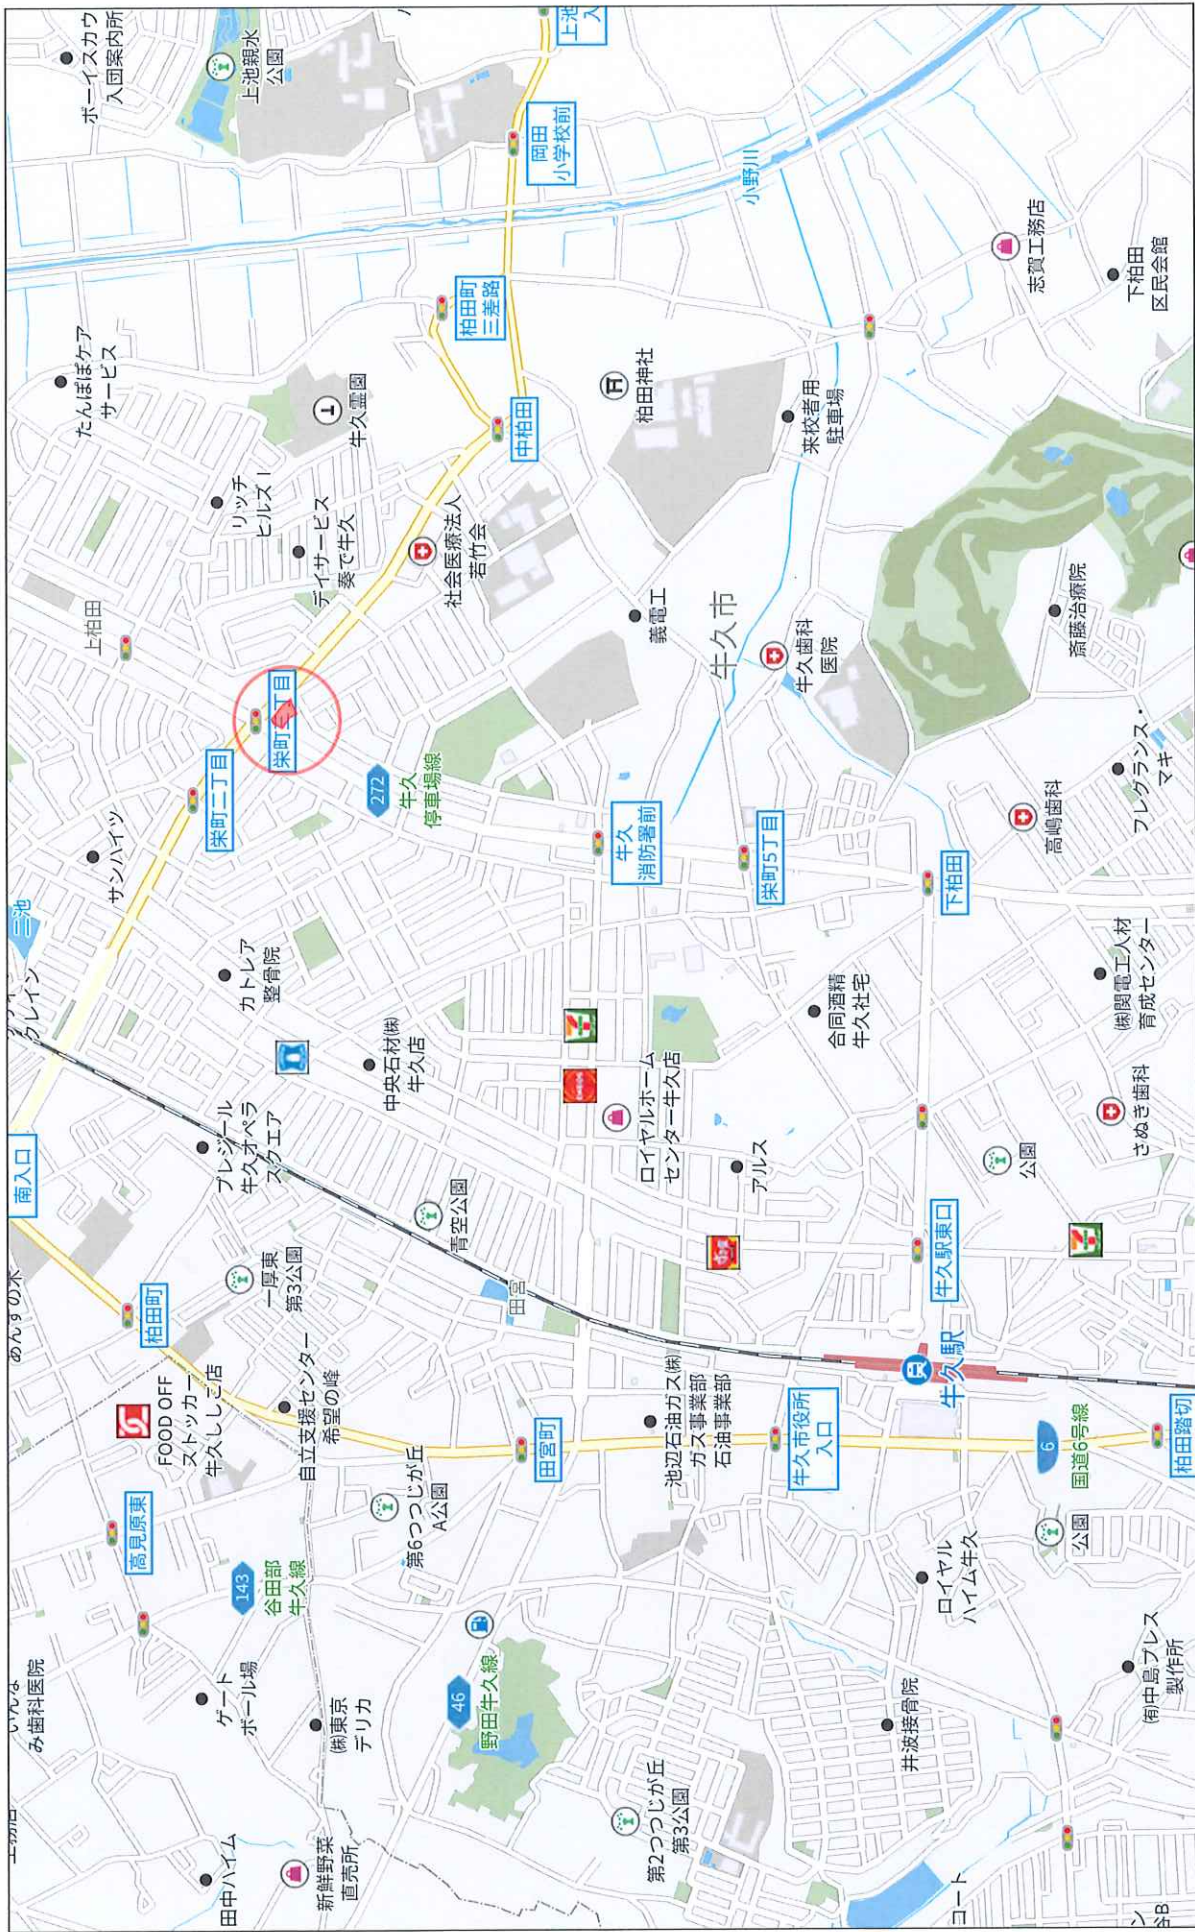 田中ハイム
新鮮野菜
直売所
み歯科医院
ゲート
ボール場
㈱東京
デリカ
高見原東
143
谷田部
牛久線
FOOD OFF
ストッカー
牛久ししこ店
自立支援センター
希望の峰
柏田町
南入口
一厚東
第3公園
プレジール
牛久オペラ
スクエア
クレイン
二池
サンハイツ
カトレア
整骨院
栄町二丁目
栄町三丁目
上柏田
リッチ
ヒルズⅠ
デイサービス
奏で牛久
たんぽぽケア
サービス
牛久霊園
ボーイスカウ
入団案内所
上池親水
公園
46
野田牛久線
第6つつじが丘
A公園
田宮町
田宮
青空公園
中央石材㈱
牛久店
272
牛久
停車場線
社会医療法人
若竹会
中柏田
柏田町
三差路
岡田
小学校前
上池
入
第2つつじが丘
第3公園
池辺石油ガス㈱
ガス事業部
石油事業部
牛久市役所
入口
ENEOS
ロイヤルホーム
センター牛久店
アルス
牛久
消防署前
栄町5丁目
義電工
牛久市
牛久歯科
医院
柏田神社
来校者用
駐車場
小野川
井波接骨院
ロイヤル
ハイム牛久
牛久駅
牛久駅東口
合同酒精
牛久社宅
下柏田
コート
公園
6
国道6号線
公園
高嶋歯科
斎藤治療院
志賀工務店
下柏田
区民会館
㈲中島プレス
製作所
柏田踏切
さぬき歯科
㈱関電工人材
育成センター
フレグランス・
マキ